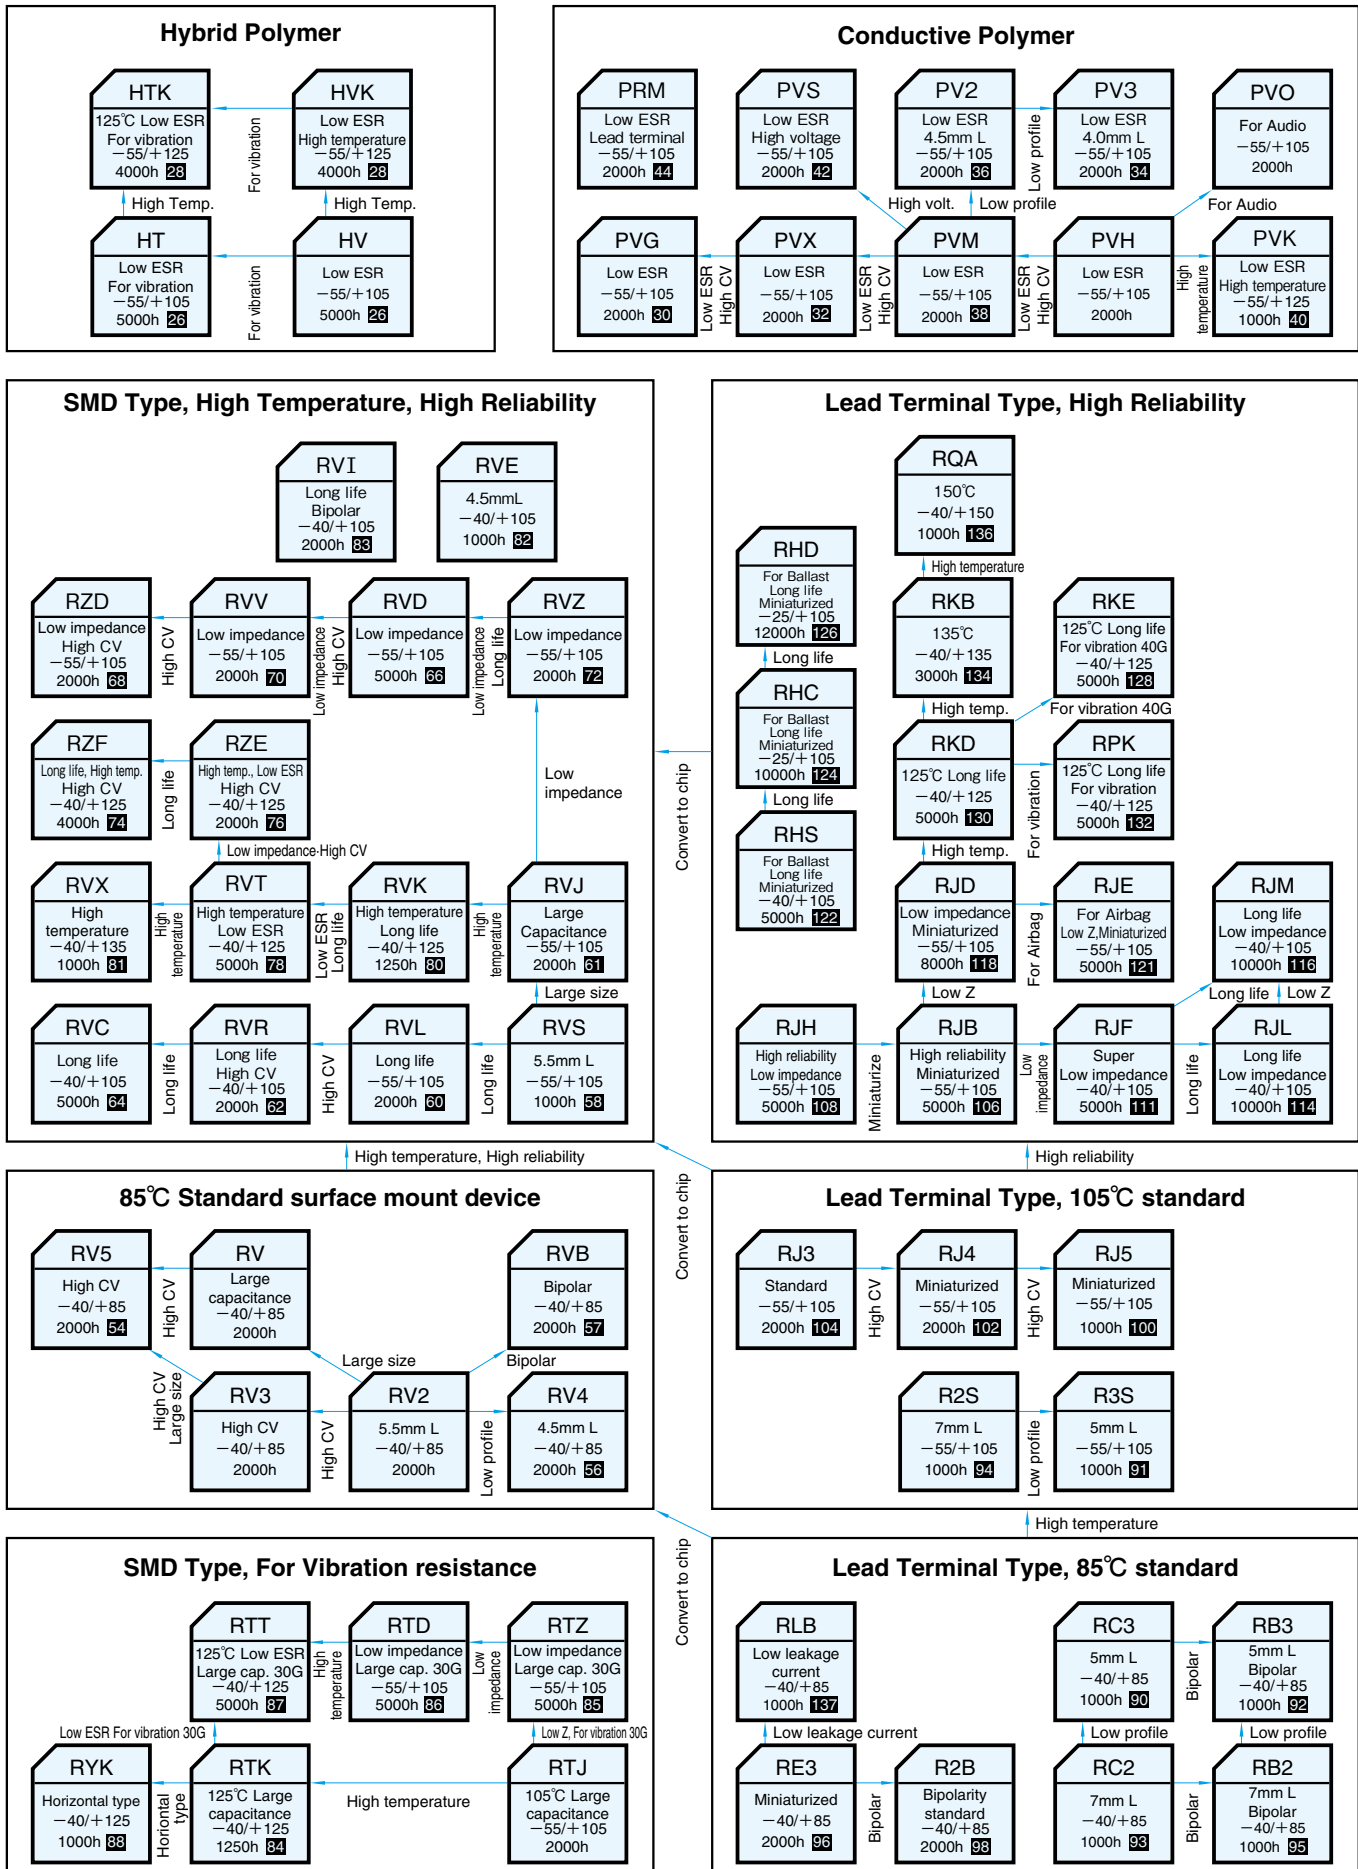 Hybrid Polymer
HTK
125℃ Low ESR
For vibration
−55/+125
4000h 28
For vibration
HVK
Low ESR
High temperature
−55/+125
4000h 28
High Temp.
High Temp.
HT
Low ESR
For vibration
−55/+105
5000h 26
For vibration
HV
Low ESR
−55/+105
5000h 26
Conductive Polymer
PRM
Low ESR
Lead terminal
−55/+105
2000h 44
PVS
Low ESR
High voltage
−55/+105
2000h 42
PV2
Low ESR
4.5mm L
−55/+105
2000h 36
Low profile
PV3
Low ESR
4.0mm L
−55/+105
2000h 34
PVO
For Audio
−55/+105
2000h
High volt.
Low profile
For Audio
PVG
Low ESR
−55/+105
2000h 30
Low ESR
High CV
PVX
Low ESR
−55/+105
2000h 32
Low ESR
High CV
PVM
Low ESR
−55/+105
2000h 38
Low ESR
High CV
PVH
Low ESR
−55/+105
2000h
High
temperature
PVK
Low ESR
High temperature
−55/+125
1000h 40
SMD Type, High Temperature, High Reliability
RVI
Long life
Bipolar
−40/+105
2000h 83
RVE
4.5mmL
−40/+105
1000h 82
RZD
Low impedance
High CV
−55/+105
2000h 68
High CV
RVV
Low impedance
−55/+105
2000h 70
Low impedance
High CV
RVD
Low impedance
−55/+105
5000h 66
Low impedance
Long life
RVZ
Low impedance
−55/+105
2000h 72
RZF
Long life, High temp.
High CV
−40/+125
4000h 74
Long life
RZE
High temp., Low ESR
High CV
−40/+125
2000h 76
Low
impedance
Low impedance·High CV
RVX
High
temperature
−40/+135
1000h 81
High
temperature
RVT
High temperature
Low ESR
−40/+125
5000h 78
Low ESR
Long life
RVK
High temperature
Long life
−40/+125
1250h 80
High
temperature
RVJ
Large
Capacitance
−55/+105
2000h 61
Large size
RVC
Long life
−40/+105
5000h 64
Long life
RVR
Long life
High CV
−40/+105
2000h 62
High CV
RVL
Long life
−55/+105
2000h 60
Long life
RVS
5.5mm L
−55/+105
1000h 58
Convert to chip
Lead Terminal Type, High Reliability
RQA
150℃
−40/+150
1000h 136
High temperature
RHD
For Ballast
Long life
Miniaturized
−25/+105
12000h 126
Long life
RKB
135℃
−40/+135
3000h 134
RKE
125℃ Long life
For vibration 40G
−40/+125
5000h 128
High temp.
For vibration 40G
RHC
For Ballast
Long life
Miniaturized
−25/+105
10000h 124
Long life
RKD
125℃ Long life
−40/+125
5000h 130
For vibration
RPK
125℃ Long life
For vibration
−40/+125
5000h 132
High temp.
RHS
For Ballast
Long life
Miniaturized
−40/+105
5000h 122
RJD
Low impedance
Miniaturized
−55/+105
8000h 118
For Airbag
RJE
For Airbag
Low Z,Miniaturized
−55/+105
5000h 121
RJM
Long life
Low impedance
−40/+105
10000h 116
Low Z
Long life
Low Z
RJH
High reliability
Low impedance
−55/+105
5000h 108
Miniaturize
RJB
High reliability
Miniaturized
−55/+105
5000h 106
Low
impedance
RJF
Super
Low impedance
−40/+105
5000h 111
Long life
RJL
Long life
Low impedance
−40/+105
10000h 114
High temperature, High reliability
Convert to chip
High reliability
85℃ Standard surface mount device
RV5
High CV
−40/+85
2000h 54
High CV
RV
Large
capacitance
−40/+85
2000h
RVB
Bipolar
−40/+85
2000h 57
High CV
Large size
Large size
Bipolar
RV3
High CV
−40/+85
2000h
High CV
RV2
5.5mm L
−40/+85
2000h
Low profile
RV4
4.5mm L
−40/+85
2000h 56
Lead Terminal Type, 105℃ standard
RJ3
Standard
−55/+105
2000h 104
High CV
RJ4
Miniaturized
−55/+105
2000h 102
High CV
RJ5
Miniaturized
−55/+105
1000h 100
R2S
7mm L
−55/+105
1000h 94
Low profile
R3S
5mm L
−55/+105
1000h 91
High temperature
Convert to chip
SMD Type, For Vibration resistance
RTT
125℃ Low ESR
Large cap. 30G
−40/+125
5000h 87
High
temperature
RTD
Low impedance
Large cap. 30G
−55/+105
5000h 86
Low
impedance
RTZ
Low impedance
Large cap. 30G
−55/+105
5000h 85
Low ESR For vibration 30G
Low Z, For vibration 30G
RYK
Horizontal type
−40/+125
1000h 88
Horiontal
type
RTK
125℃ Large
capacitance
−40/+125
1250h 84
High temperature
RTJ
105℃ Large
capacitance
−55/+105
2000h
Lead Terminal Type, 85℃ standard
RLB
Low leakage
current
−40/+85
1000h 137
RC3
5mm L
−40/+85
1000h 90
Bipolar
RB3
5mm L
Bipolar
−40/+85
1000h 92
Low leakage current
Low profile
Low profile
RE3
Miniaturized
−40/+85
2000h 96
Bipolar
R2B
Bipolarity
standard
−40/+85
2000h 98
RC2
7mm L
−40/+85
1000h 93
Bipolar
RB2
7mm L
Bipolar
−40/+85
1000h 95